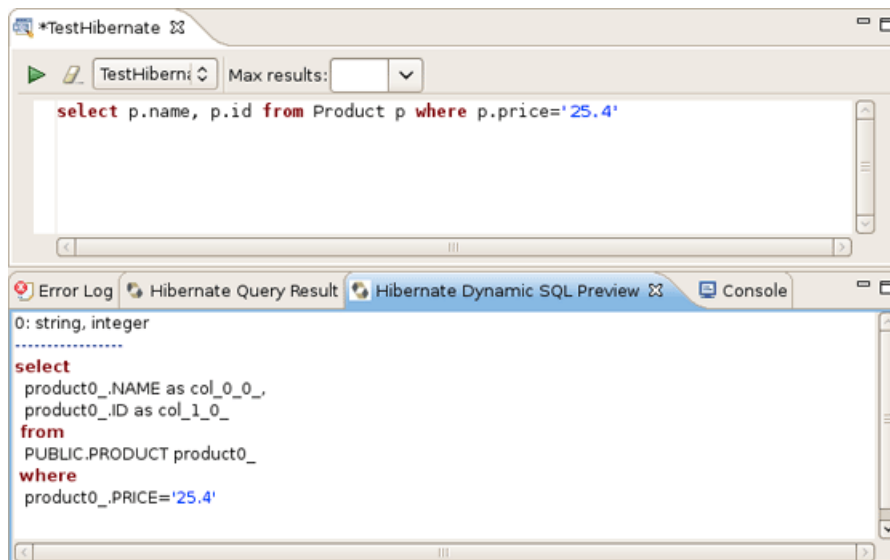 *TestHibernate
TestHiberna Max results:
select p.name, p.id from Product p where p.price='25.4'
Error Log Hibernate Query Result Hibernate Dynamic SQL Preview Console
0: string, integer
-----------------
select
product0_.NAME as col_0_0_,
product0_.ID as col_1_0_
from
PUBLIC.PRODUCT product0_
where
product0_.PRICE='25.4'